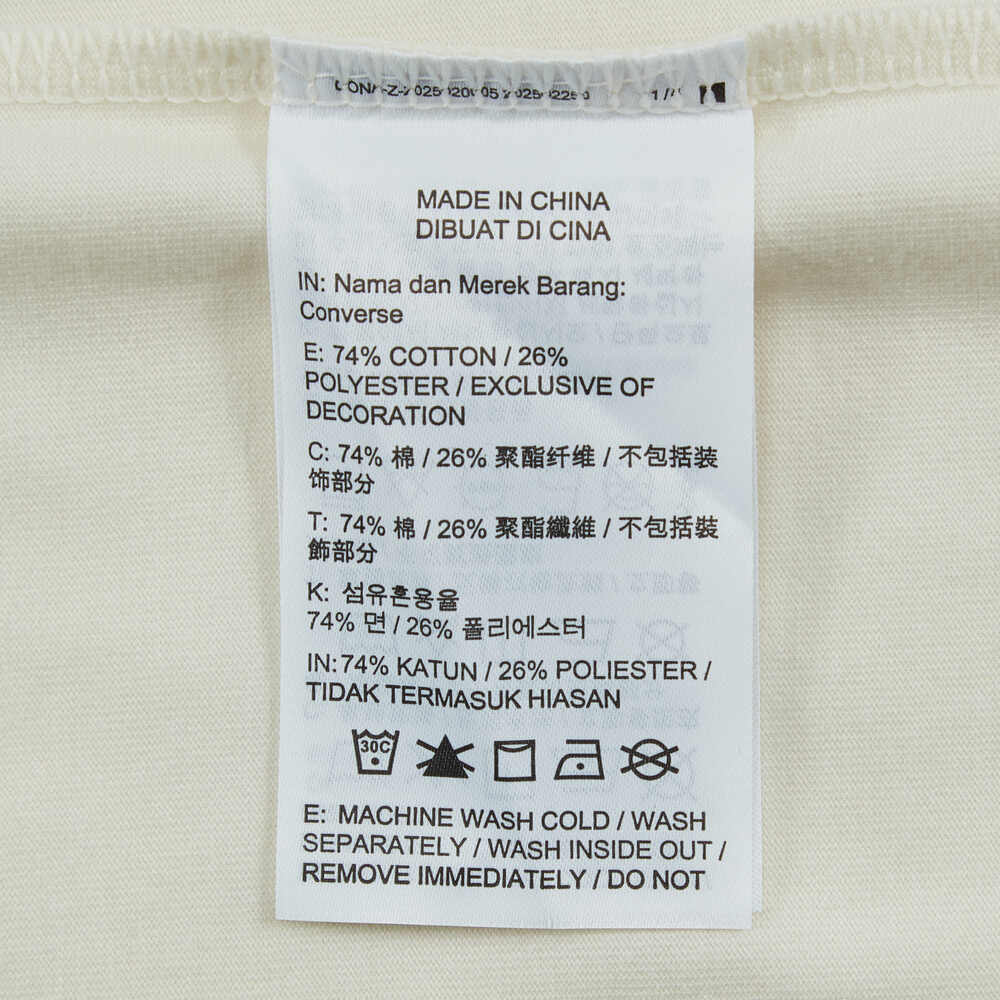 MADE IN CHINA
DIBUAT DI CINA
IN: Nama dan Merek Barang:
Converse
E: 74% COTTON / 26%
POLYESTER / EXCLUSIVE OF
DECORATION
C: 74% 棉 / 26% 聚酯纤维 / 不包括装
饰部分
T: 74% 棉 / 26% 聚酯纖維 / 不包括裝
飾部分
K: 섬유혼용율
74% 면 / 26% 폴리에스터
IN: 74% KATUN / 26% POLIESTER /
TIDAK TERMASUK HIASAN
30C
E: MACHINE WASH COLD / WASH
SEPARATELY / WASH INSIDE OUT /
REMOVE IMMEDIATELY / DO NOT